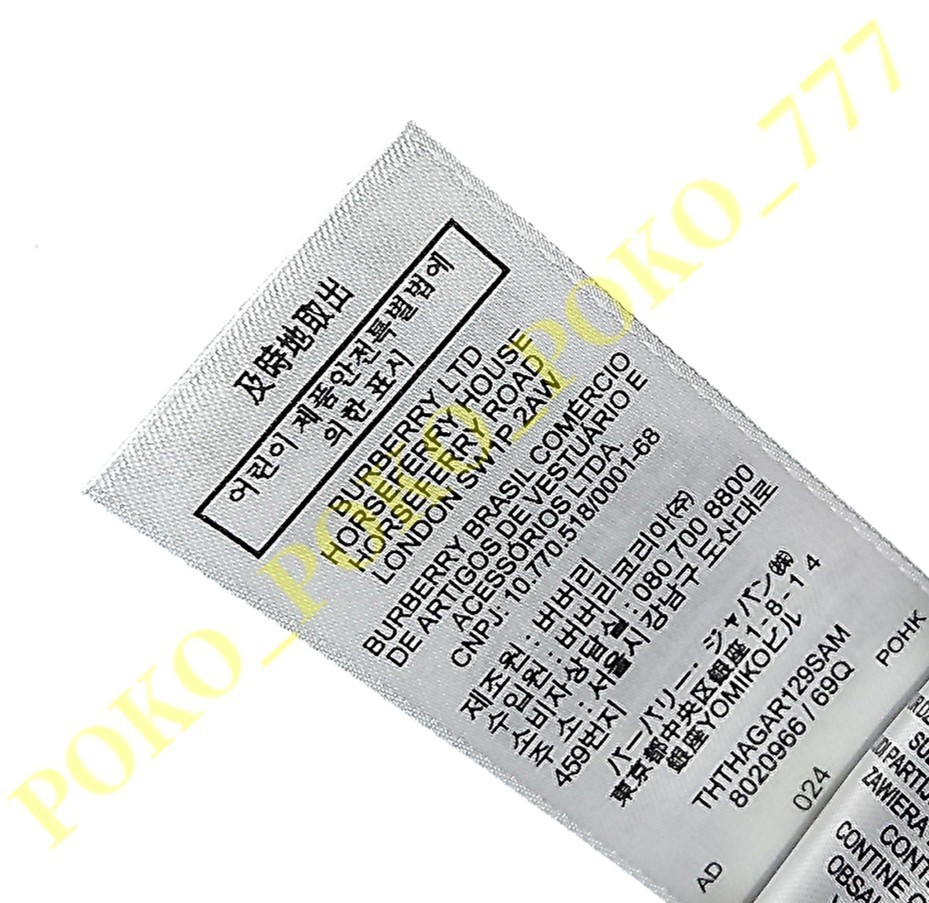 及時地取出
어린이 제품안전특별법에
의한 표시
BURBERRY LTD
HORSEFERRY HOUSE
HORSEFERRY ROAD
LONDON SW1P 2AW
BURBERRY BRASIL COMERCIO
DE ARTIGOS DE VESTUÁRIO E
ACESSÓRIOS LTDA.
CNPJ: 10.770.518/0001-68
제조원 : 버버리
수입원 : 버버리코리아(주)
소비자상담실 : 080 700 8800
주 소 : 서울시 강남구 도산대로
459번지
バーバリー・ジャパン㈱
東京都中央区銀座1-8-14
銀座YOMIKOビル
THTHAGAR129SAM
8020966 / 69Q
024
POHK
AD
ZAWIERA
CONT
CONTINE
POKO_POKO_POKO_777